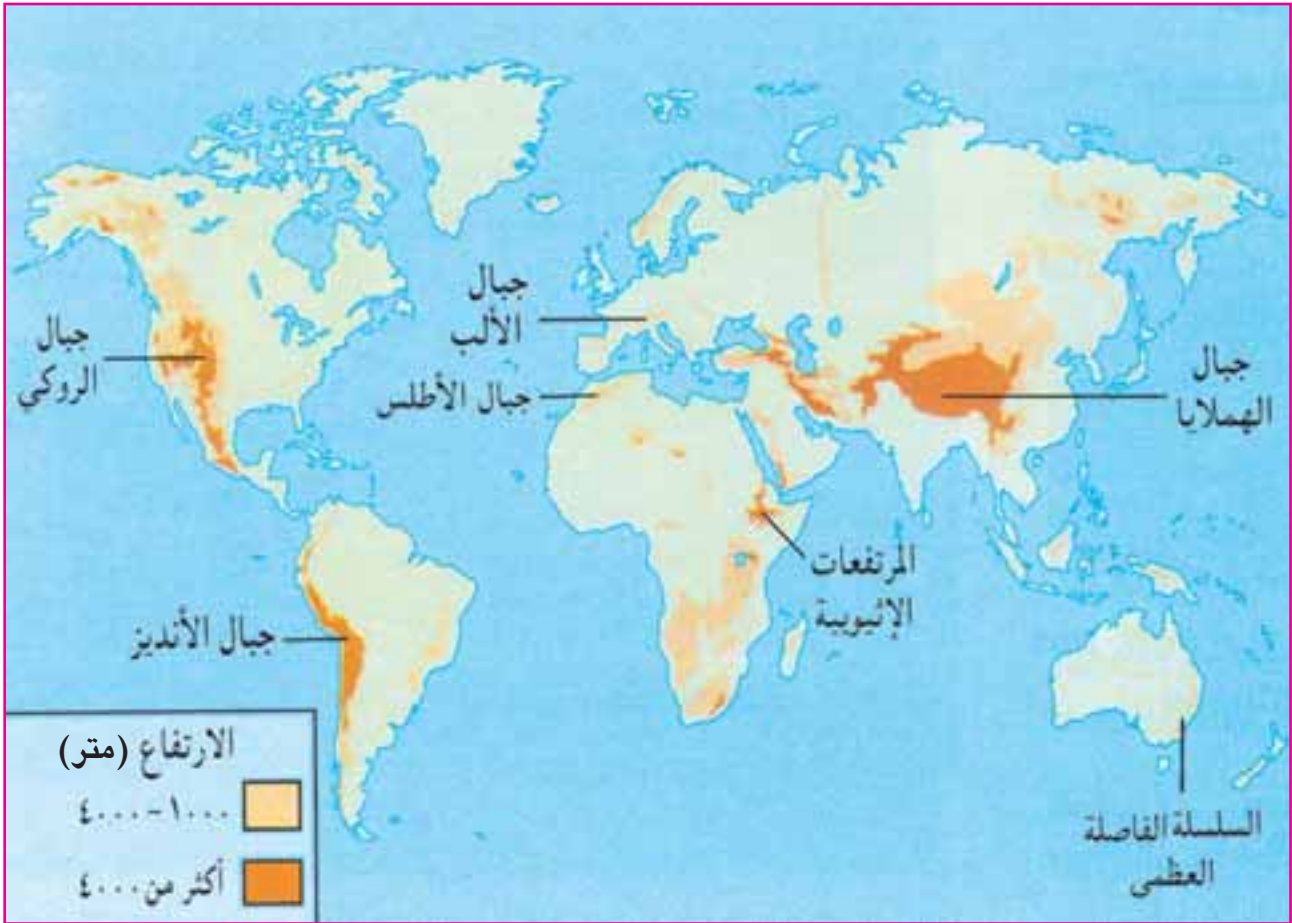 جبال
الألب
جبال
الروكي
جبال الأطلس
جبال
الهملايا
المرتفعات
الإثيوبية
جبال الأنديز
السلسلة الفاصلة
العظمى
الارتفاع (متر)
١٠٠٠-٤٠٠٠
أكثر من ٤٠٠٠